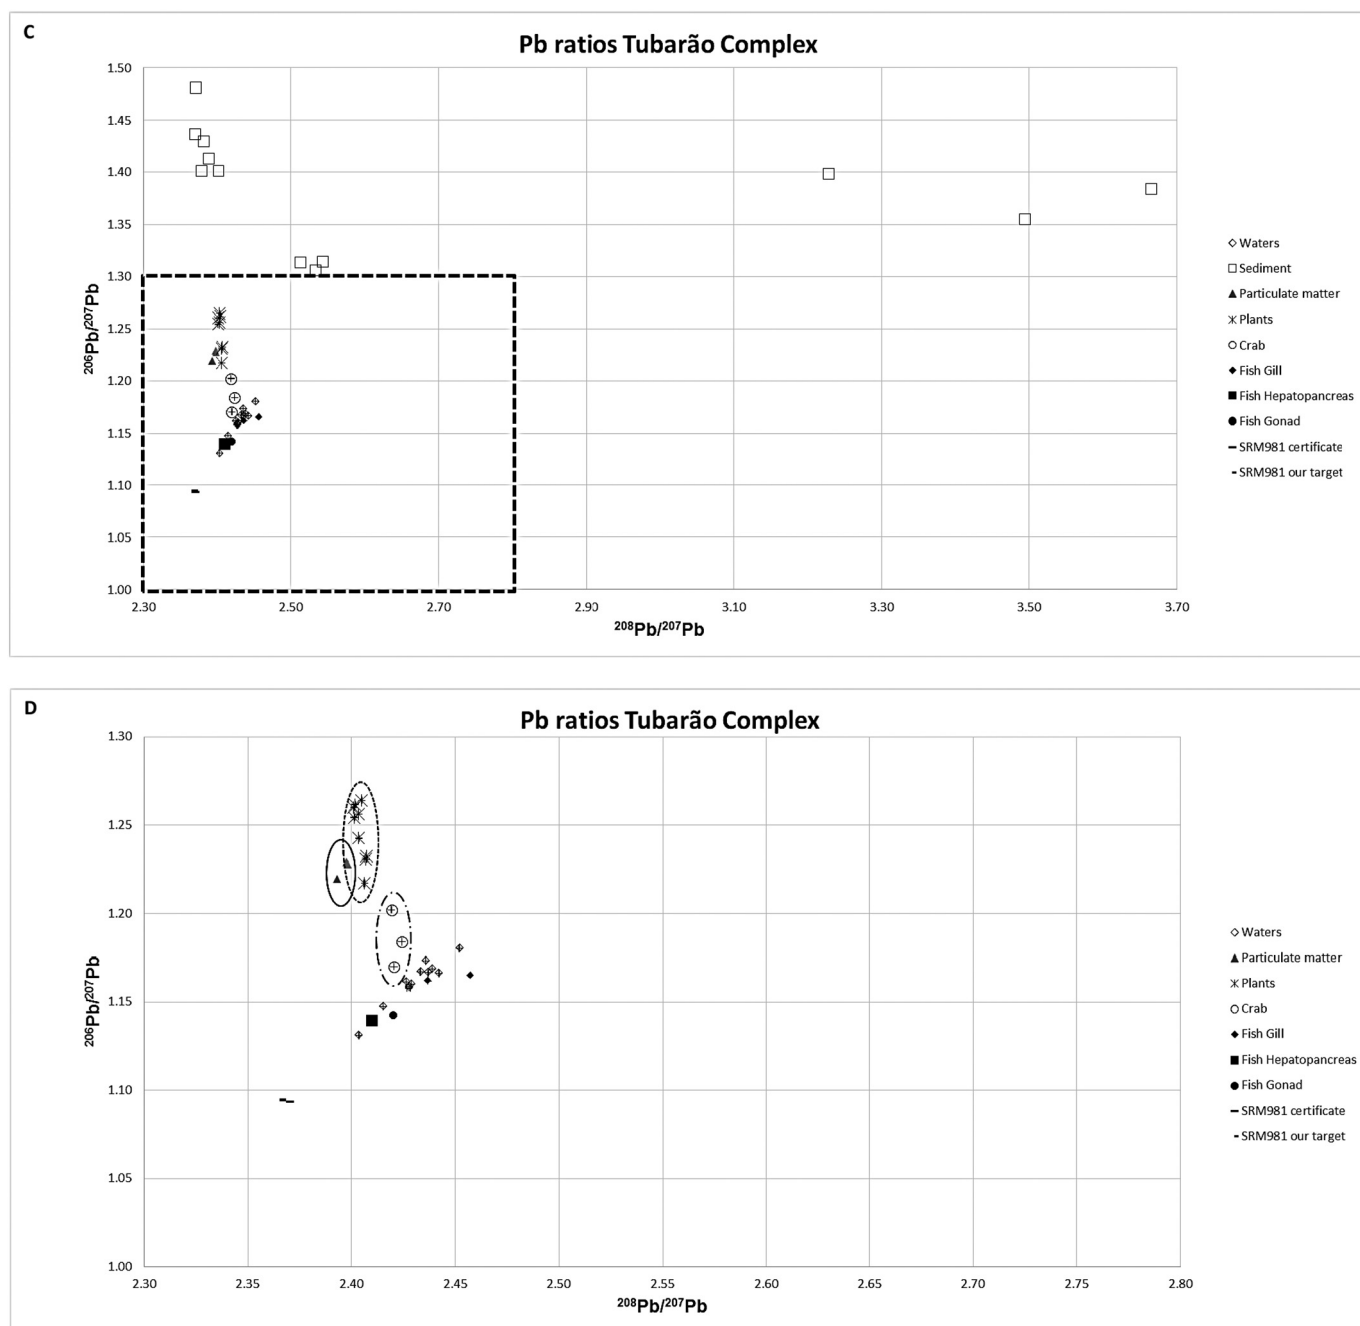 C
Pb ratios Tubarão Complex
1.50
1.45
1.40
1.35
1.30
1.25
1.20
1.15
1.10
1.05
1.00
206Pb/207Pb
2.30 2.50 2.70 2.90 3.10 3.30 3.50 3.70
208Pb/207Pb
Waters
Sediment
Particulate matter
Plants
Crab
Fish Gill
Fish Hepatopancreas
Fish Gonad
SRM981 certificate
SRM981 our target
D
Pb ratios Tubarão Complex
1.30
1.25
1.20
1.15
1.10
1.05
1.00
206Pb/207Pb
2.30 2.35 2.40 2.45 2.50 2.55 2.60 2.65 2.70 2.75 2.80
208Pb/207Pb
Waters
Particulate matter
Plants
Crab
Fish Gill
Fish Hepatopancreas
Fish Gonad
SRM981 certificate
SRM981 our target